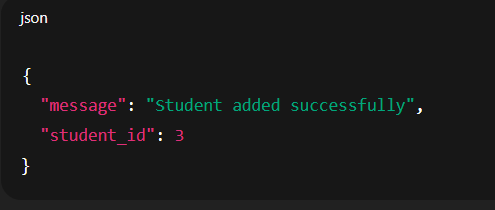 json
{
"message": "Student added successfully",
"student_id": 3
}